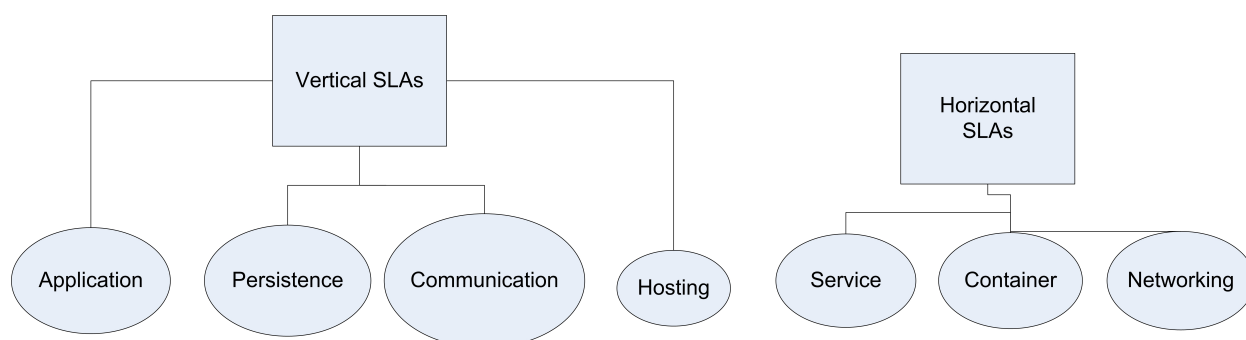 Vertical SLAs
Horizontal
SLAs
Application
Persistence
Communication
Hosting
Service
Container
Networking